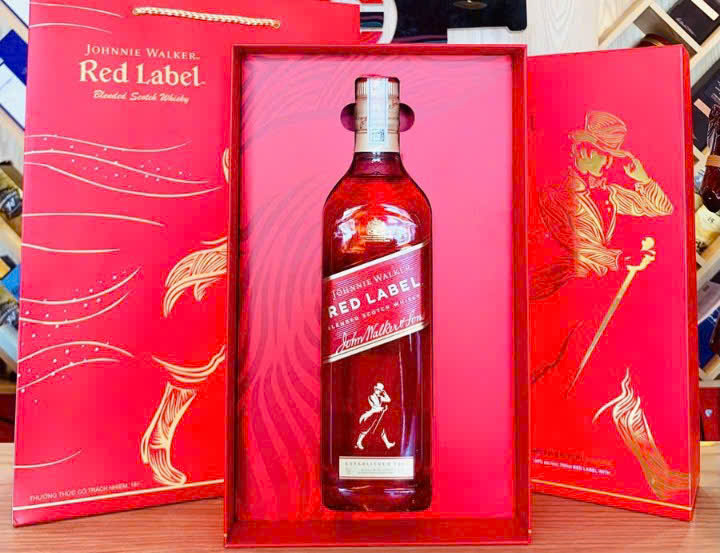 JOHNNIE WALKER
Red Label
Blended Scotch Whisky
THƯỞNG THỨC CÓ TRÁCH NHIỆM, 18+
JOHNNIE WALKER
RED LABEL
BLENDED SCOTCH WHISKY
John Walker & Sons